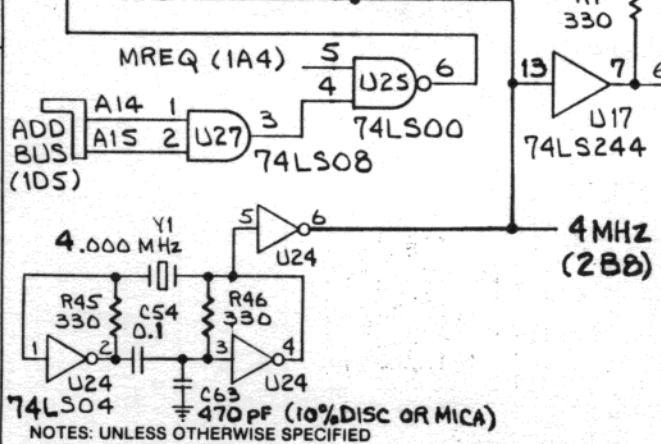 330
MREQ (1A4) 5 6
4 U25
13 7 6
A14 1 3
U27
ADD A15 2
BUS
(1D5)
74LS00
74LS08
U17
74LS244
Y1
4.000 MHz
5 6
U24
4 MHz
(2B8)
R45
330
C54
0.1
R46
330
1 2 3 4
U24 U24
74LS04
C63
470 pF (10% DISC OR MICA)
NOTES: UNLESS OTHERWISE SPECIFIED